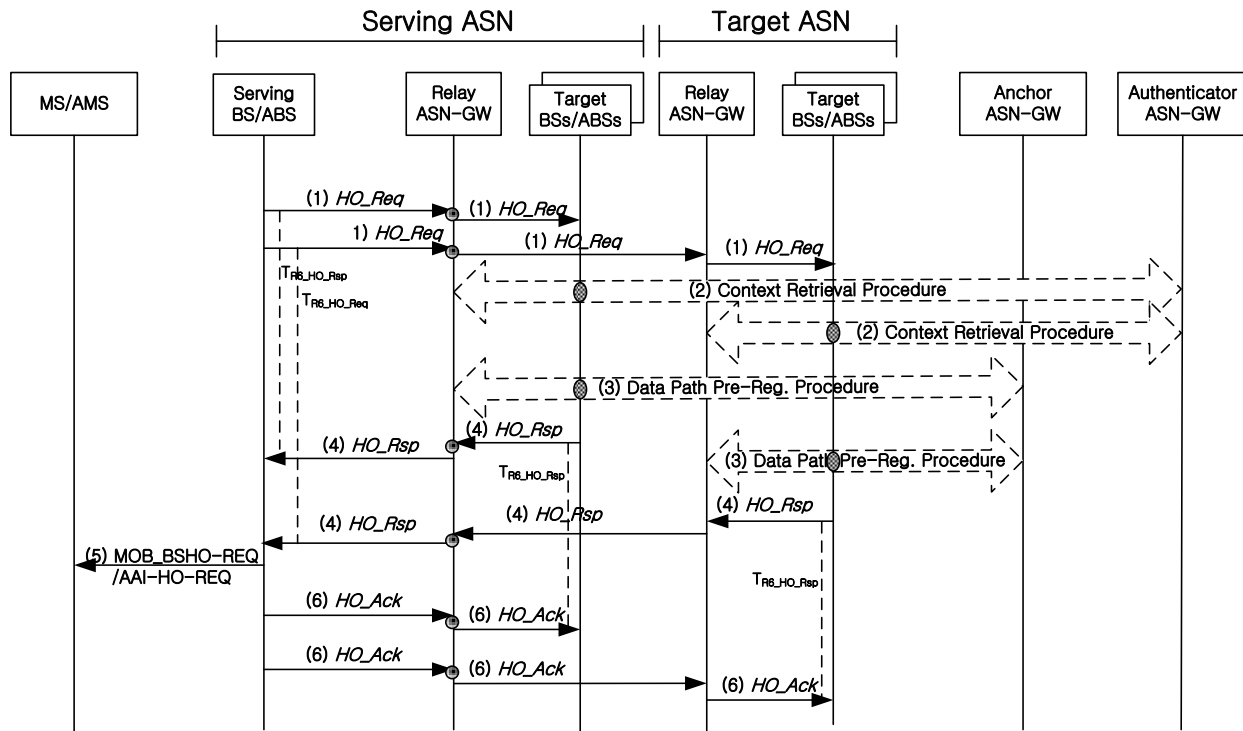 Serving ASN
Target ASN
MS/AMS
Serving
BS/ABS
Relay
ASN-GW
Target
BSs/ABSs
Relay
ASN-GW
Target
BSs/ABSs
Anchor
ASN-GW
Authenticator
ASN-GW
(1) HO_Req
(1) HO_Req
1) HO_Req
(1) HO_Req
(1) HO_Req
TR6_HO_Rsp
TR6_HO_Req
(2) Context Retrieval Procedure
(2) Context Retrieval Procedure
(3) Data Path Pre-Reg. Procedure
(4) HO_Rsp
(4) HO_Rsp
TR6_HO_Rsp
(3) Data Path Pre-Reg. Procedure
(4) HO_Rsp
(4) HO_Rsp
(4) HO_Rsp
(5) MOB_BSHO-REQ
/AAI-HO-REQ
TR6_HO_Rsp
(6) HO_Ack
(6) HO_Ack
(6) HO_Ack
(6) HO_Ack
(6) HO_Ack